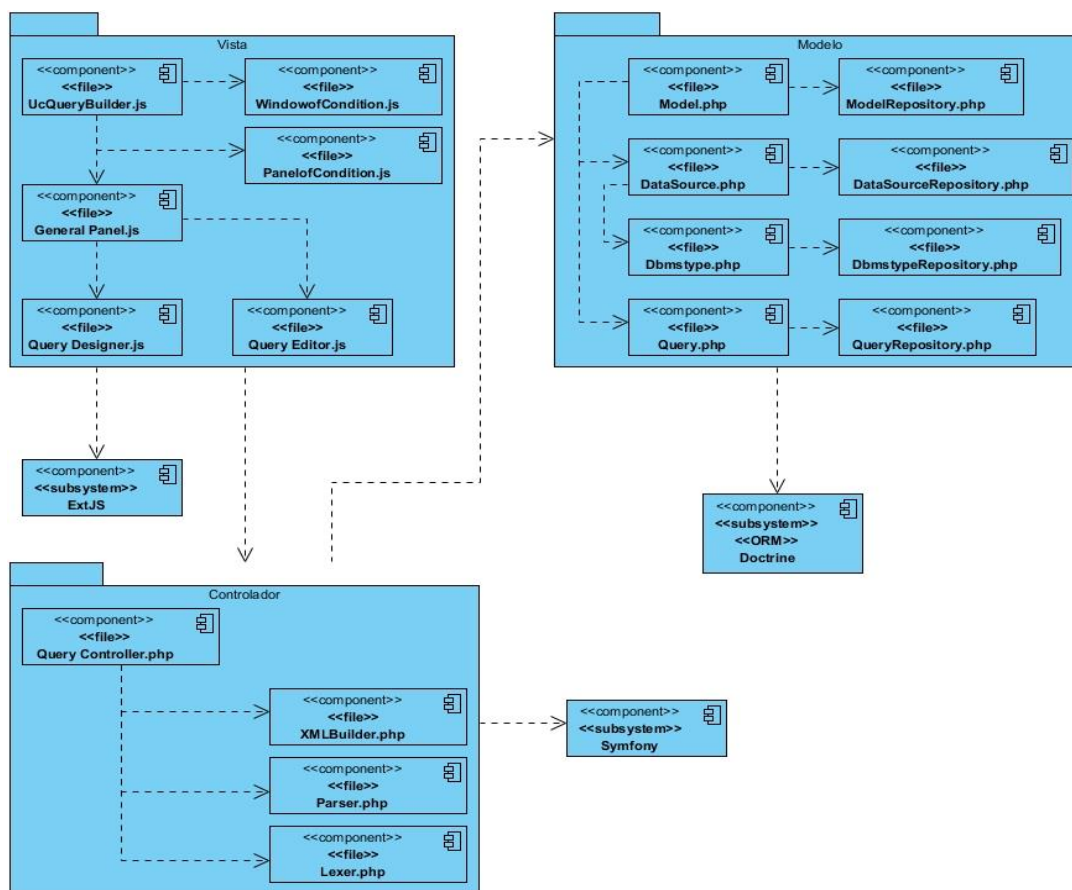 Vista
<<component>>
<<file>>
UcQueryBuilder.js
<<component>>
<<file>>
WindowofCondition.js
<<component>>
<<file>>
PanelofCondition.js
<<component>>
<<file>>
General Panel.js
<<component>>
<<file>>
Query Designer.js
<<component>>
<<file>>
Query Editor.js
Modelo
<<component>>
<<file>>
Model.php
<<component>>
<<file>>
ModelRepository.php
<<component>>
<<file>>
DataSource.php
<<component>>
<<file>>
DataSourceRepository.php
<<component>>
<<file>>
Dbmstype.php
<<component>>
<<file>>
DbmstypeRepository.php
<<component>>
<<file>>
Query.php
<<component>>
<<file>>
QueryRepository.php
<<component>>
<<subsystem>>
ExtJS
<<component>>
<<subsystem>>
<<ORM>>
Doctrine
Controlador
<<component>>
<<file>>
Query Controller.php
<<component>>
<<file>>
XMLBuilder.php
<<component>>
<<file>>
Parser.php
<<component>>
<<file>>
Lexer.php
<<component>>
<<subsystem>>
Symfony